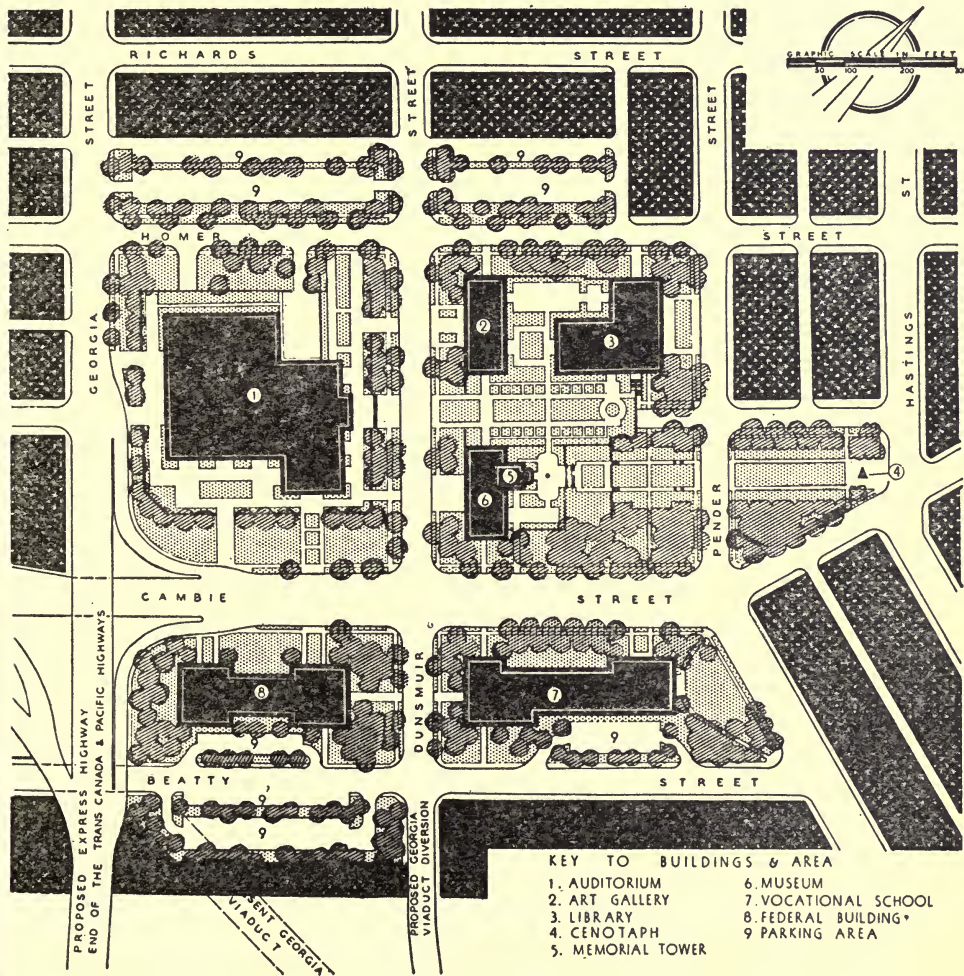 RICHARDS STREET
GRAPHIC SCALE IN FEET
50 100 200 300
STREET
STREET
STREET
9
9
9
9
ST
HOMER STREET
GEORGIA
HASTINGS
1
2
3
4
5
6
PENDER
CAMBIE STREET
DUNSMUIR
8
7
9
9
BEATTY STREET
9
9
PROPOSED EXPRESS HIGHWAY
END OF THE TRANS CANADA & PACIFIC HIGHWAYS
GEORGIA
VIADUCT
PROPOSED GEORGIA
VIADUCT DIVERSION
KEY TO BUILDINGS & AREA
1. AUDITORIUM
2. ART GALLERY
3. LIBRARY
4. CENOTAPH
5. MEMORIAL TOWER
6. MUSEUM
7. VOCATIONAL SCHOOL
8. FEDERAL BUILDING
9 PARKING AREA